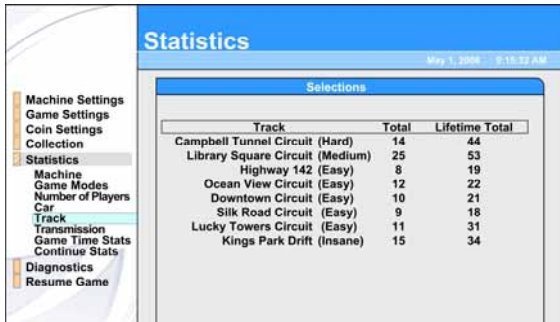 Statistics
May 1, 2006 9:15:32 AM
Machine Settings
Game Settings
Coin Settings
Collection
Statistics
Machine
Game Modes
Number of Players
Car
Track
Transmission
Game Time Stats
Continue Stats
Diagnostics
Resume Game
Selections
Track Total Lifetime Total
Campbell Tunnel Circuit (Hard) 14 44
Library Square Circuit (Medium) 25 53
Highway 142 (Easy) 8 19
Ocean View Circuit (Easy) 12 22
Downtown Circuit (Easy) 10 21
Silk Road Circuit (Easy) 9 18
Lucky Towers Circuit (Easy) 11 31
Kings Park Drift (Insane) 15 34